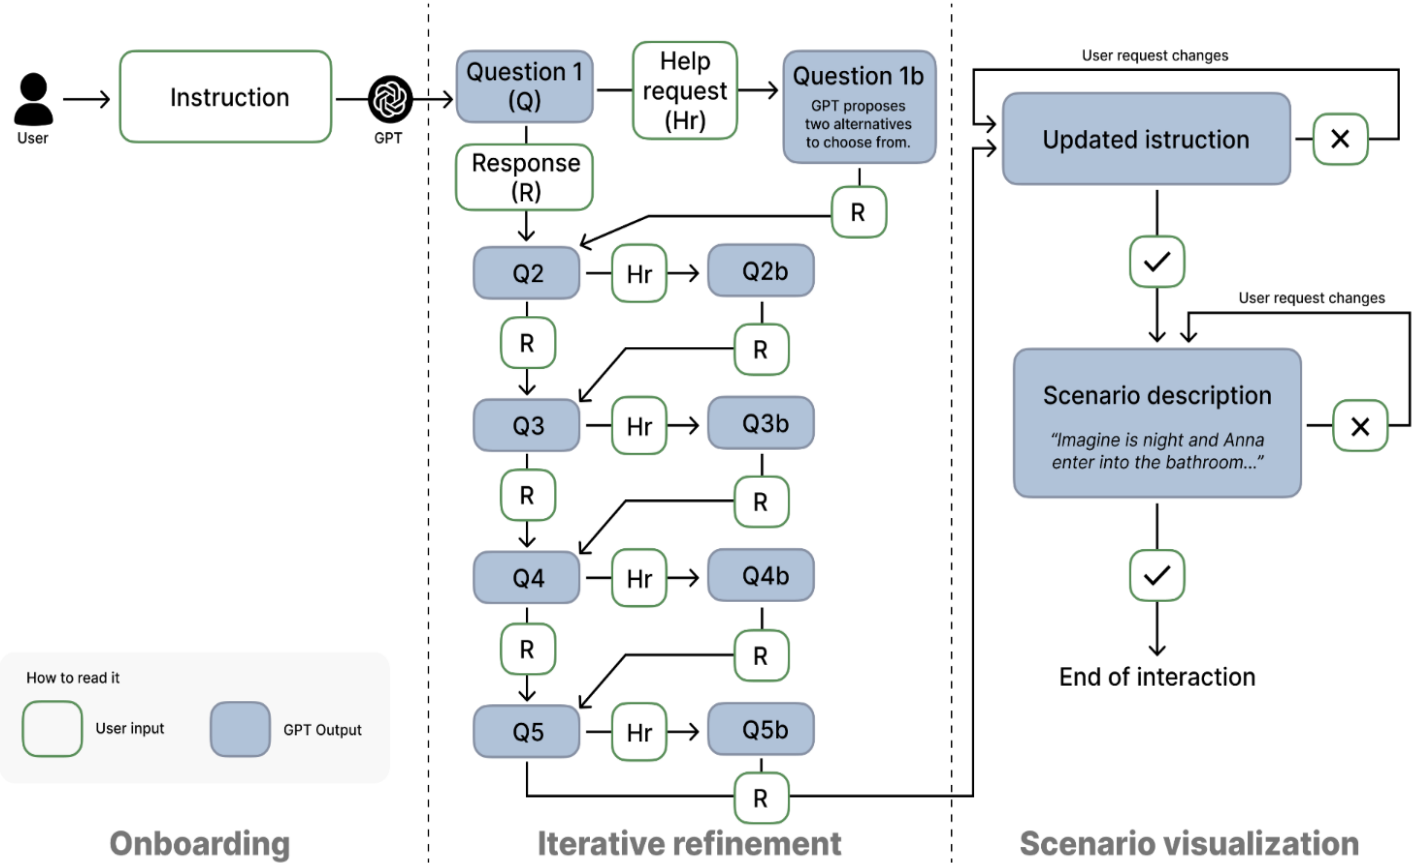 User
Instruction
GPT
Question 1
(Q)
Help
request
(Hr)
Question 1b
GPT proposes
two alternatives
to choose from.
Response
(R)
R
Q2
Hr
Q2b
R
R
Q3
Hr
Q3b
R
R
Q4
Hr
Q4b
R
R
Q5
Hr
Q5b
R
User request changes
Updated istruction
User request changes
Scenario description
“Imagine is night and Anna
enter into the bathroom...”
End of interaction
How to read it
User input
GPT Output
Onboarding
Iterative refinement
Scenario visualization